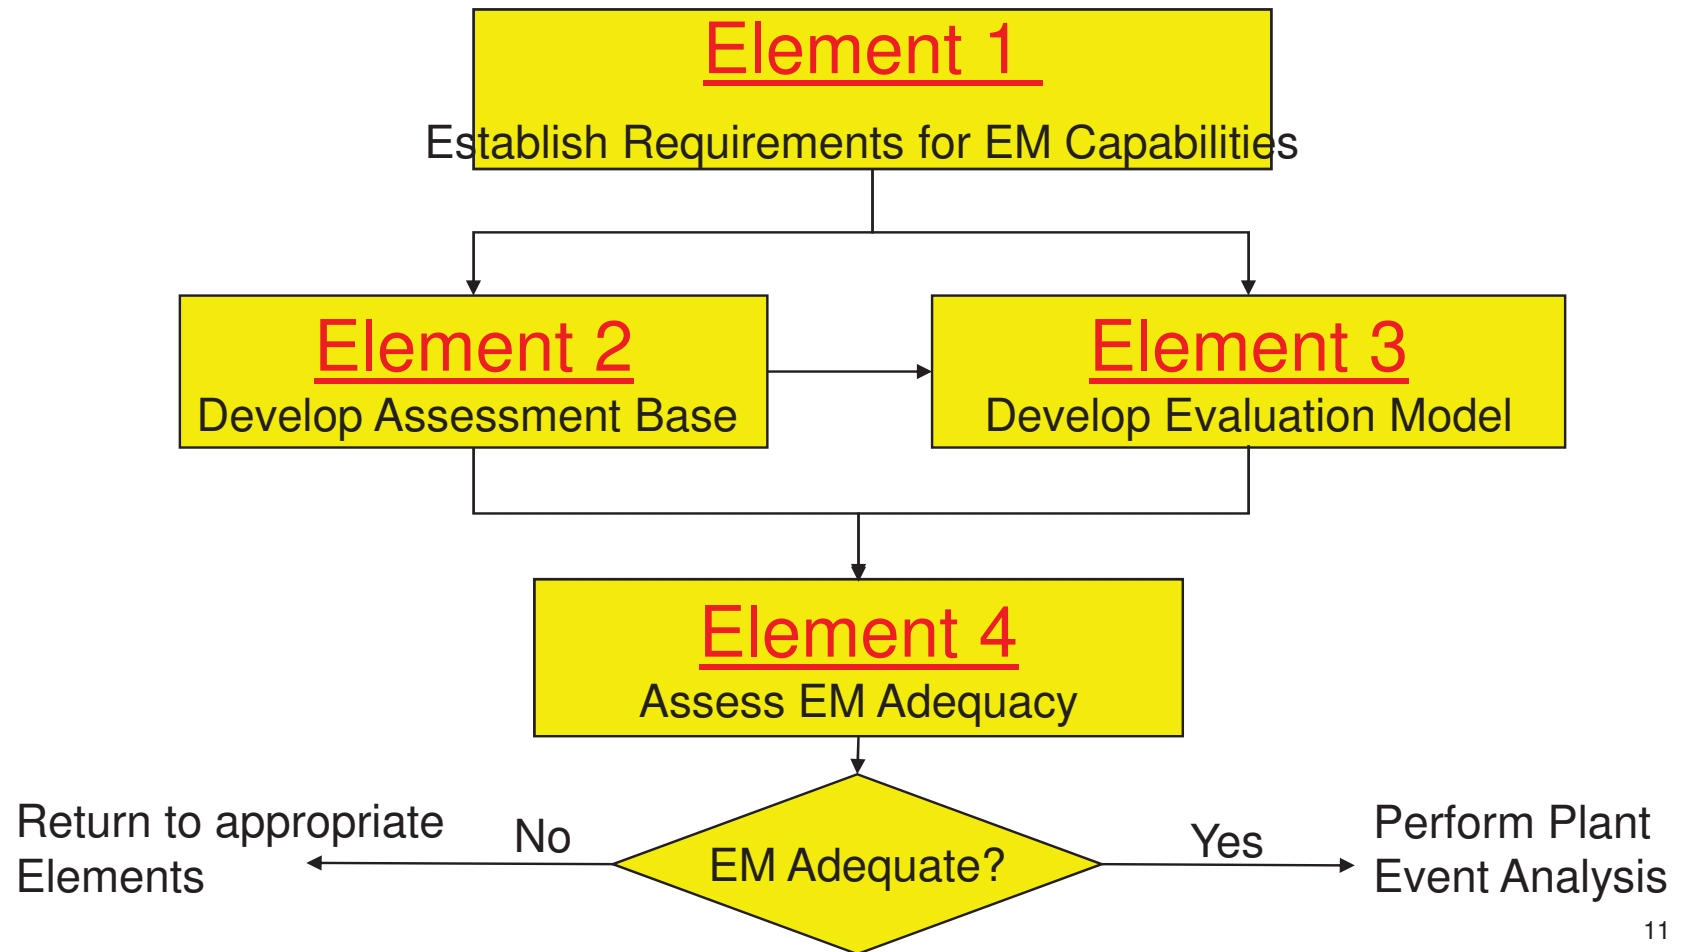 Element 1
Establish Requirements for EM Capabilities
Element 2
Develop Assessment Base
Element 3
Develop Evaluation Model
Element 4
Assess EM Adequacy
Return to appropriate
Elements
No
EM Adequate?
Yes
Perform Plant
Event Analysis
11